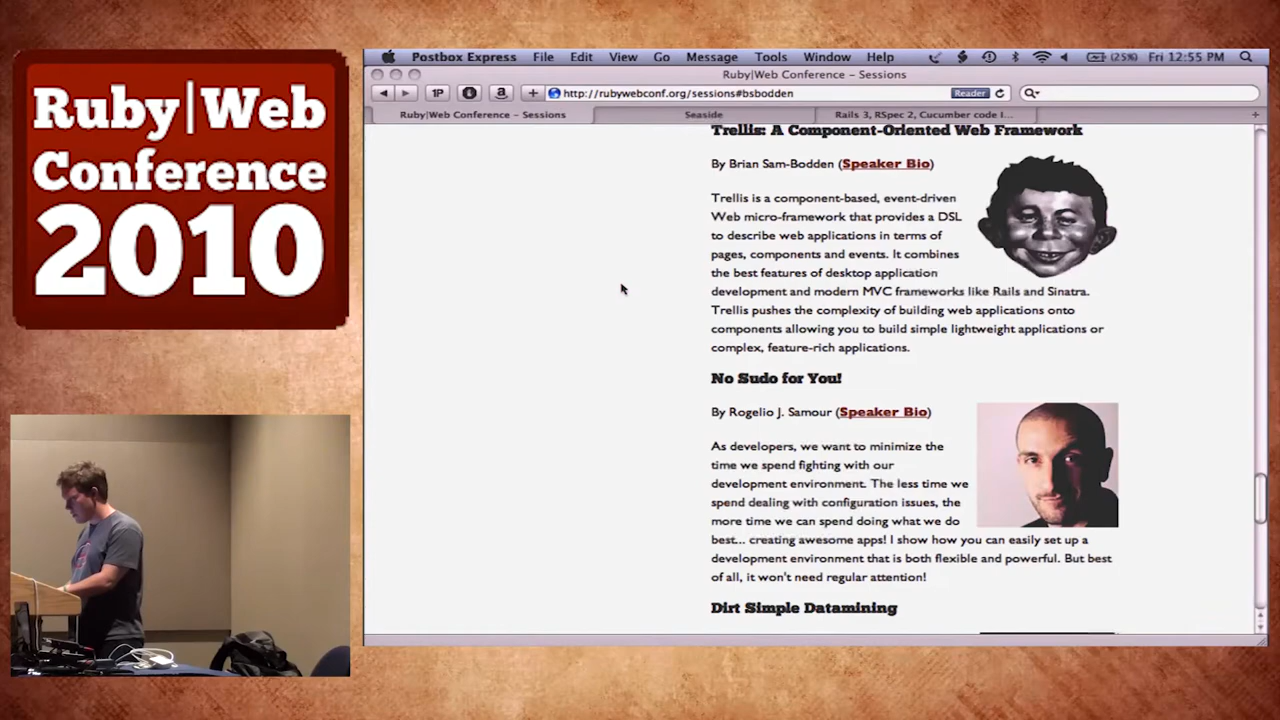 Ruby|Web
Conference
2010
Postbox Express File Edit View Go Message Tools Window Help (25%) Fri 12:55 PM
Ruby|Web Conference – Sessions
1P a + http://rubywebconf.org/sessions#bsbodden Reader
Ruby|Web Conference – Sessions Seaside Rails 3, RSpec 2, Cucumber code I... +
Trellis: A Component-Oriented Web Framework
By Brian Sam-Bodden (Speaker Bio)
Trellis is a component-based, event-driven
Web micro-framework that provides a DSL
to describe web applications in terms of
pages, components and events. It combines
the best features of desktop application
development and modern MVC frameworks like Rails and Sinatra.
Trellis pushes the complexity of building web applications onto
components allowing you to build simple lightweight applications or
complex, feature-rich applications.
No Sudo for You!
By Rogelio J. Samour (Speaker Bio)
As developers, we want to minimize the
time we spend fighting with our
development environment. The less time we
spend dealing with configuration issues, the
more time we can spend doing what we do
best... creating awesome apps! I show how you can easily set up a
development environment that is both flexible and powerful. But best
of all, it won't need regular attention!
Dirt Simple Datamining